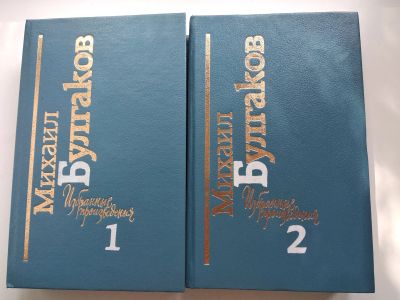 Михаил
Булгаков
Избранные
произведения
1
Михаил
Булгаков
Избранные
произведения
2